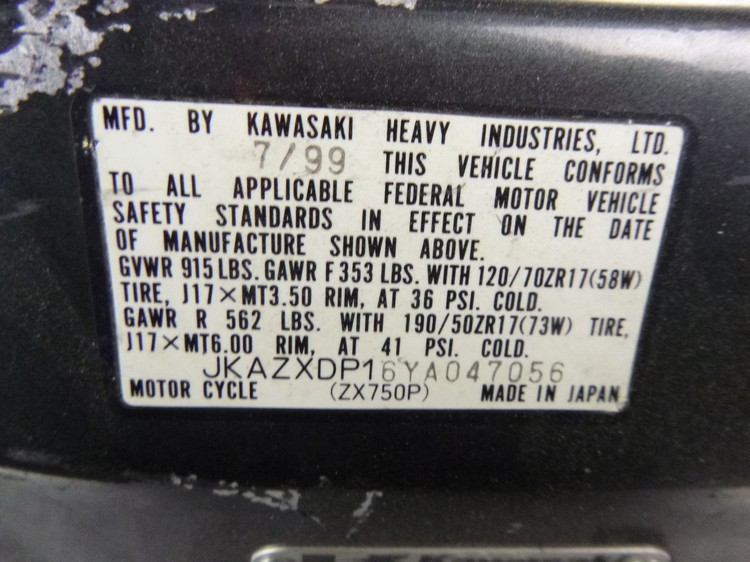 MFD. BY KAWASAKI HEAVY INDUSTRIES, LTD.
7/99 THIS VEHICLE CONFORMS
TO ALL APPLICABLE FEDERAL MOTOR VEHICLE
SAFETY STANDARDS IN EFFECT ON THE DATE
OF MANUFACTURE SHOWN ABOVE.
GVWR 915 LBS. GAWR F 353 LBS. WITH 120/70ZR17(58W)
TIRE, J17×MT3.50 RIM, AT 36 PSI. COLD.
GAWR R 562 LBS. WITH 190/50ZR17(73W) TIRE,
J17×MT6.00 RIM, AT 41 PSI. COLD.
JKAZXDP16YA047056
MOTOR CYCLE (ZX750P) MADE IN JAPAN